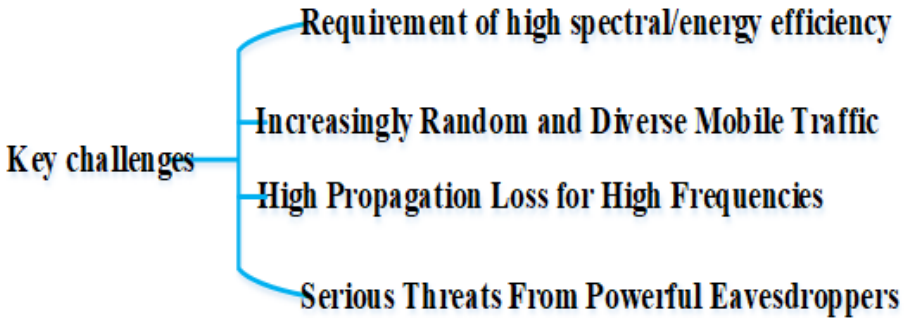 Requirement of high spectral/energy efficiency
Increasingly Random and Diverse Mobile Traffic
Key challenges
High Propagation Loss for High Frequencies
Serious Threats From Powerful Eavesdroppers